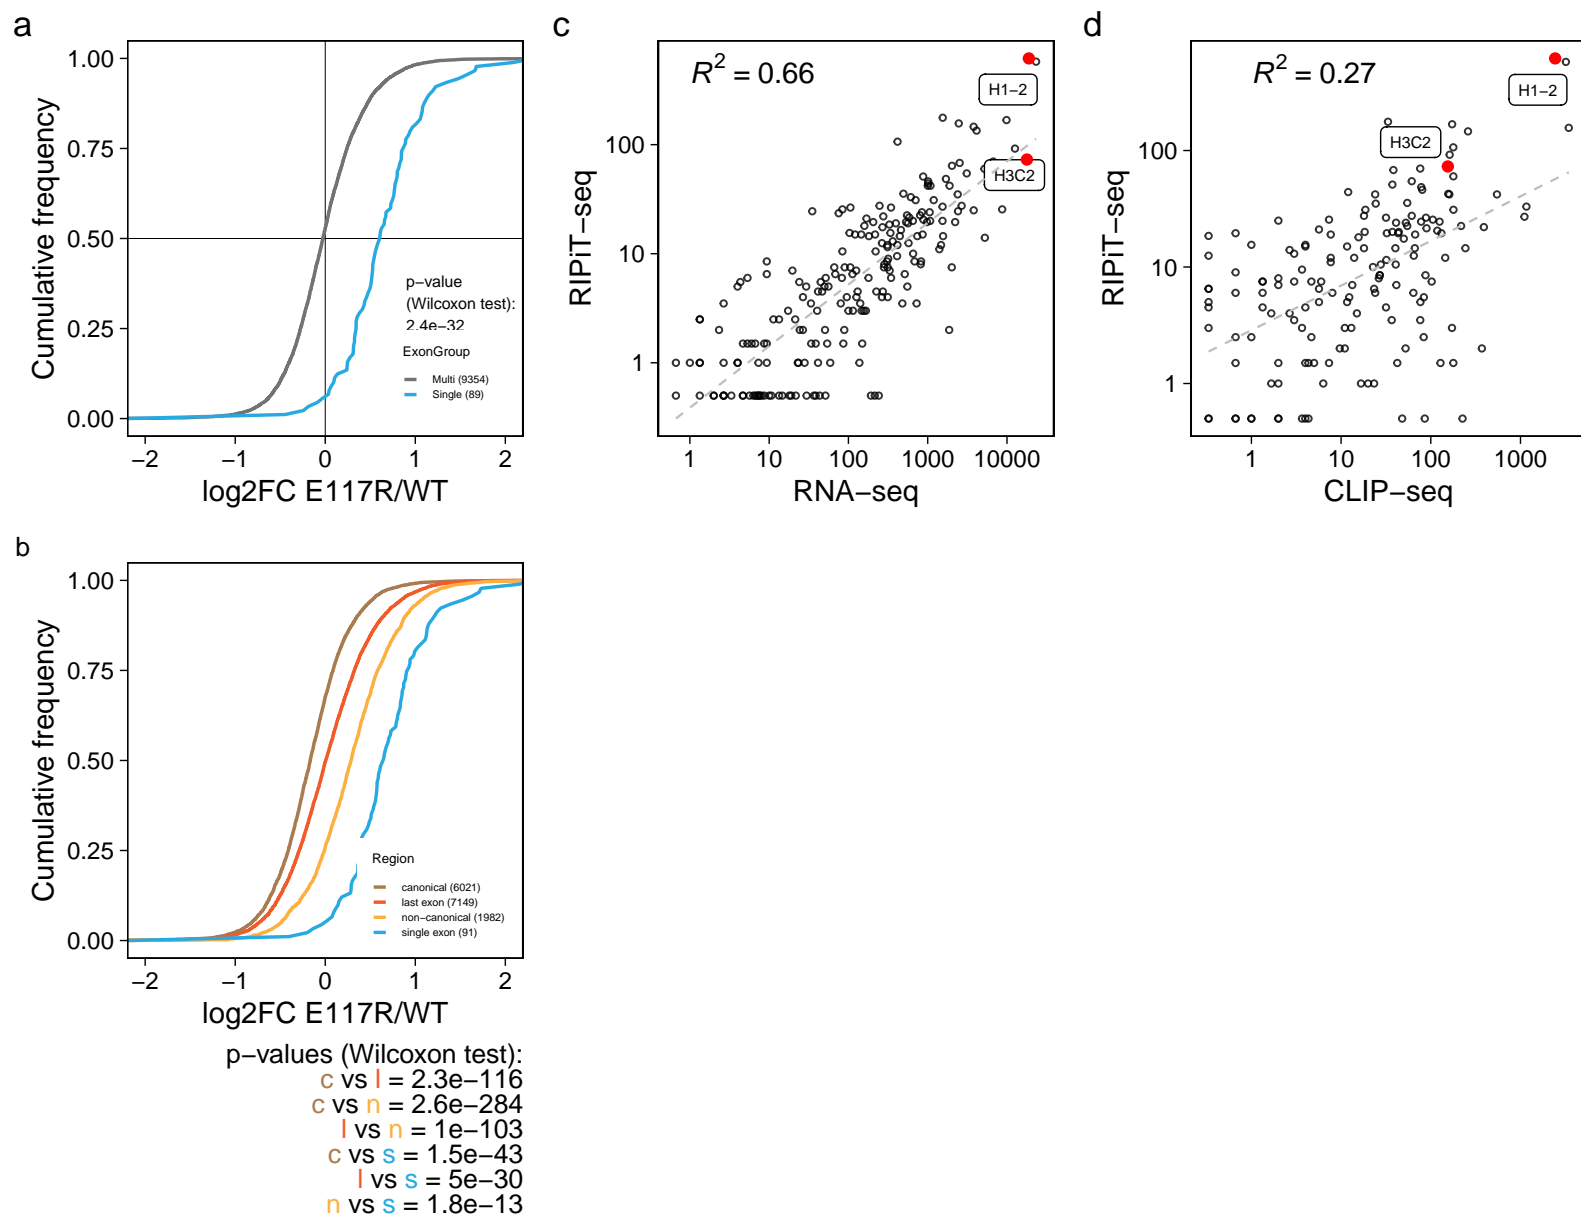 a
1.00
0.75
0.50
0.25
0.00
Cumulative frequency
p−value
(Wilcoxon test):
2.4e−32
ExonGroup
Multi (9354)
Single (89)
−2
−1
0
1
2
log2FC E117R/WT
c
R² = 0.66
H1−2
H3C2
100
10
1
RIPiT−seq
1
10
100
1000
10000
RNA−seq
d
R² = 0.27
H1−2
H3C2
100
10
1
RIPiT−seq
1
10
100
1000
CLIP−seq
b
1.00
0.75
0.50
0.25
0.00
Cumulative frequency
Region
canonical (6021)
last exon (7149)
non−canonical (1982)
single exon (91)
−2
−1
0
1
2
log2FC E117R/WT
p−values (Wilcoxon test):
c vs l = 2.3e−116
c vs n = 2.6e−284
l vs n = 1e−103
c vs s = 1.5e−43
l vs s = 5e−30
n vs s = 1.8e−13